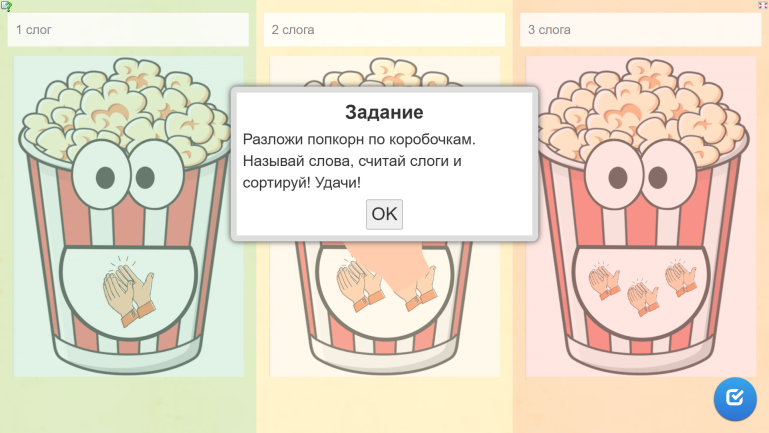 1 слог
2 слога
3 слога
Задание
Разложи попкорн по коробочкам.
Называй слова, считай слоги и
сортируй! Удачи!
OK